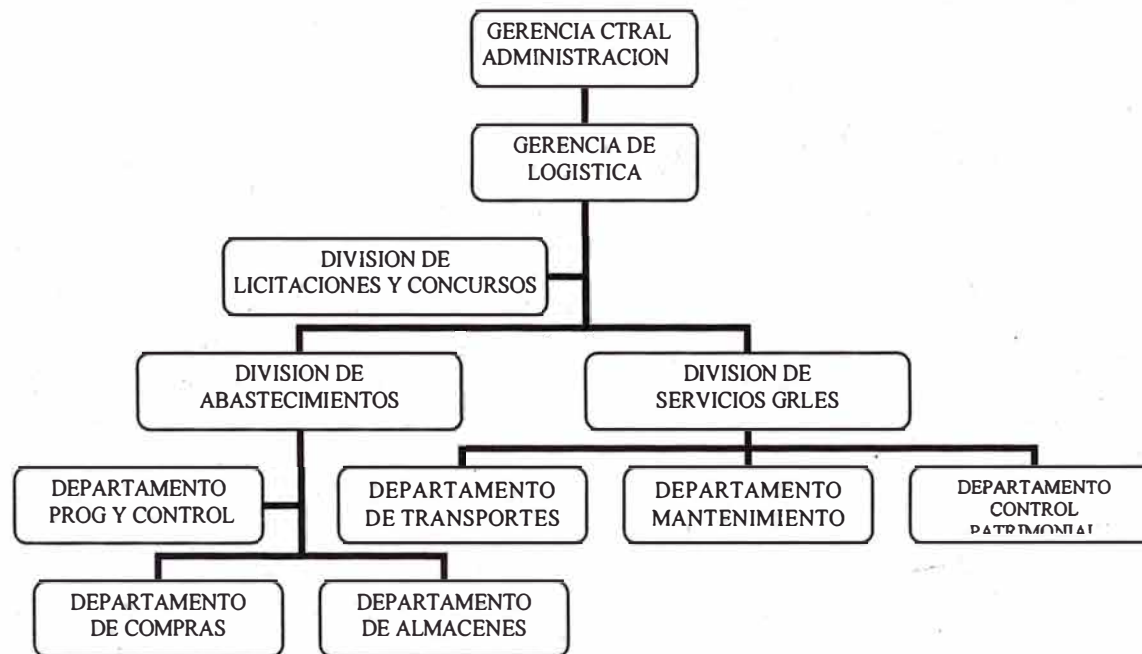 GERENCIA CTRAL
ADMINISTRACION
GERENCIA DE
LOGISTICA
DIVISION DE
LICITACIONES Y CONCURSOS
DIVISION DE
ABASTECIMIENTOS
DIVISION DE
SERVICIOS GRLES
DEPARTAMENTO
PROG Y CONTROL
DEPARTAMENTO
DE TRANSPORTES
DEPARTAMENTO
MANTENIMIENTO
DEPARTAMENTO
CONTROL
PATRIMONIAL
DEPARTAMENTO
DE COMPRAS
DEPARTAMENTO
DE ALMACENES